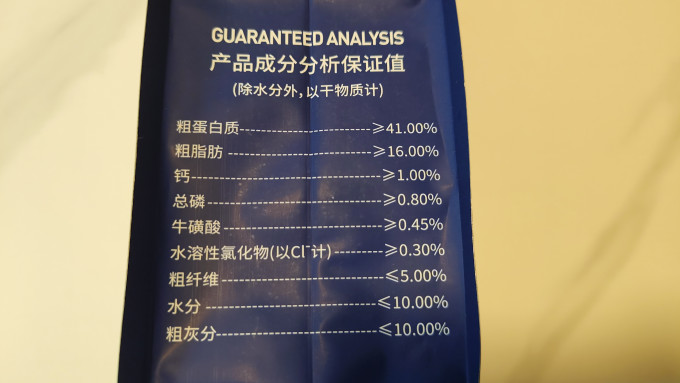 GUARANTEED ANALYSIS
产品成分分析保证值
(除水分外,以干物质计)
粗蛋白质------------------------≥41.00%
粗脂肪--------------------------≥16.00%
钙------------------------------≥1.00%
总磷----------------------------≥0.80%
牛磺酸--------------------------≥0.45%
水溶性氯化物(以Cl⁻计)---------≥0.30%
粗纤维--------------------------≤5.00%
水分----------------------------≤10.00%
粗灰分--------------------------≤10.00%